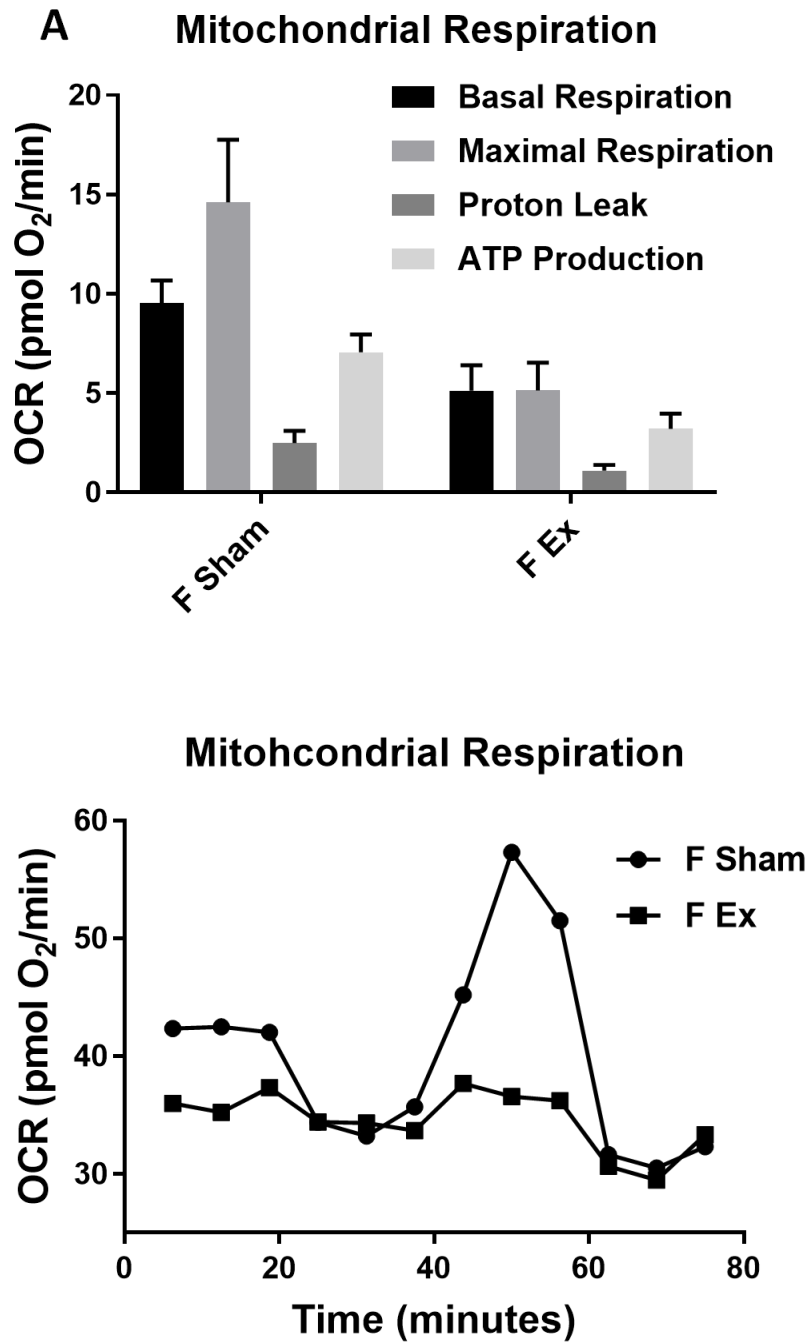 A
Mitochondrial Respiration
OCR (pmol O2/min)
20
15
10
5
0
Basal Respiration
Maximal Respiration
Proton Leak
ATP Production
F Sham
F Ex
Mitohcondrial Respiration
OCR (pmol O2/min)
60
50
40
30
F Sham
F Ex
0 20 40 60 80
Time (minutes)